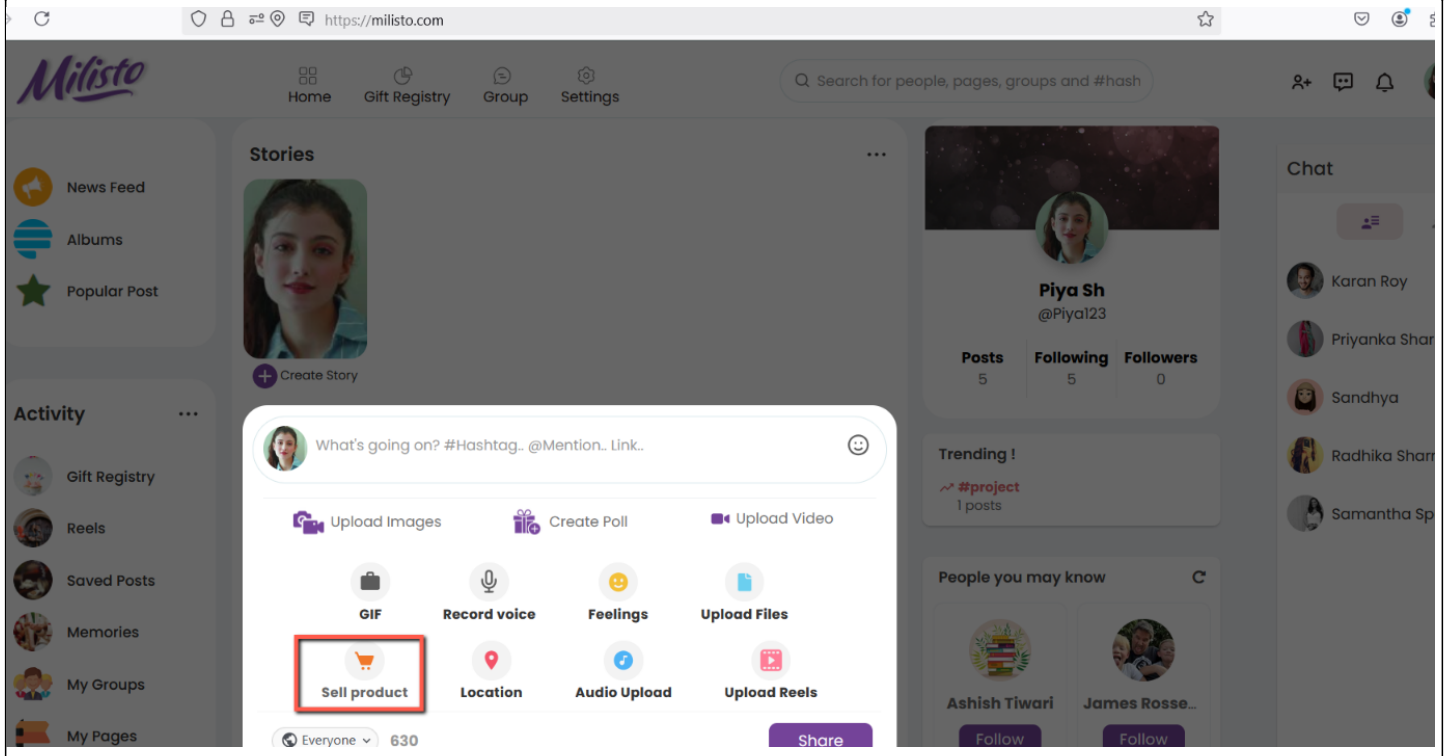 https://milisto.com
Milisto
Home Gift Registry Group Settings
Search for people, pages, groups and #hash
News Feed
Albums
Popular Post
Activity
Gift Registry
Reels
Saved Posts
Memories
My Groups
My Pages
Stories
Create Story
What's going on? #Hashtag.. @Mention.. Link..
Upload Images Create Poll Upload Video
GIF Record voice Feelings Upload Files
Sell product Location Audio Upload Upload Reels
Everyone 630 Share
Piya Sh
@Piya123
Posts Following Followers
5 5 0
Trending !
#project
1 posts
People you may know
Ashish Tiwari James Rosse...
Follow Follow
Chat
Karan Roy
Priyanka Shar
Sandhya
Radhika Sharr
Samantha Sp